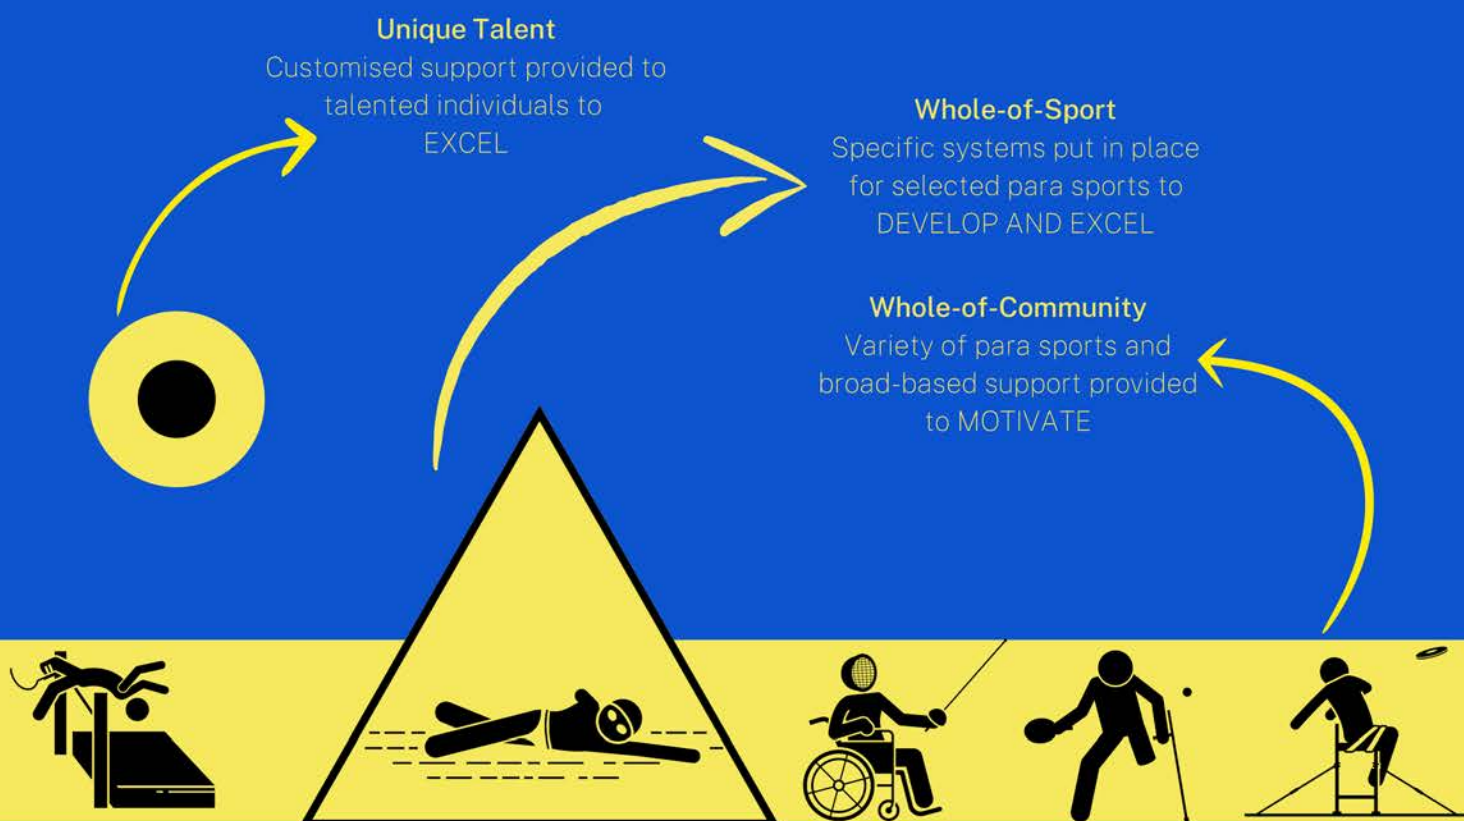 Unique Talent
Customised support provided to
talented individuals to
EXCEL
Whole-of-Sport
Specific systems put in place
for selected para sports to
DEVELOP AND EXCEL
Whole-of-Community
Variety of para sports and
broad-based support provided
to MOTIVATE